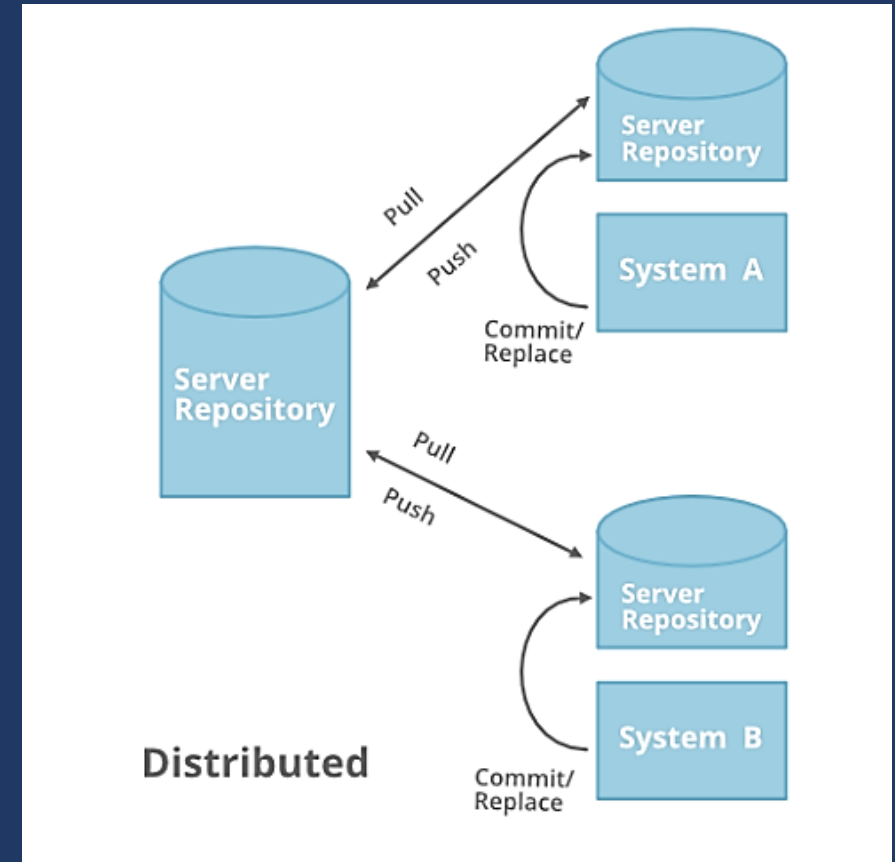 Server
Repository
System A
Pull
Push
Commit/
Replace
Server
Repository
Pull
Push
Server
Repository
System B
Commit/
Replace
Distributed